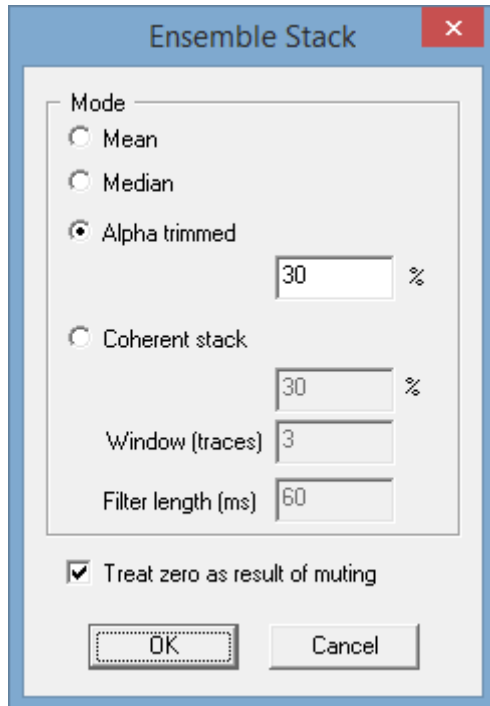 Ensemble Stack
Mode
Mean
Median
Alpha trimmed
30 %
Coherent stack
30 %
Window (traces) 3
Filter length (ms) 60
Treat zero as result of muting
OK Cancel